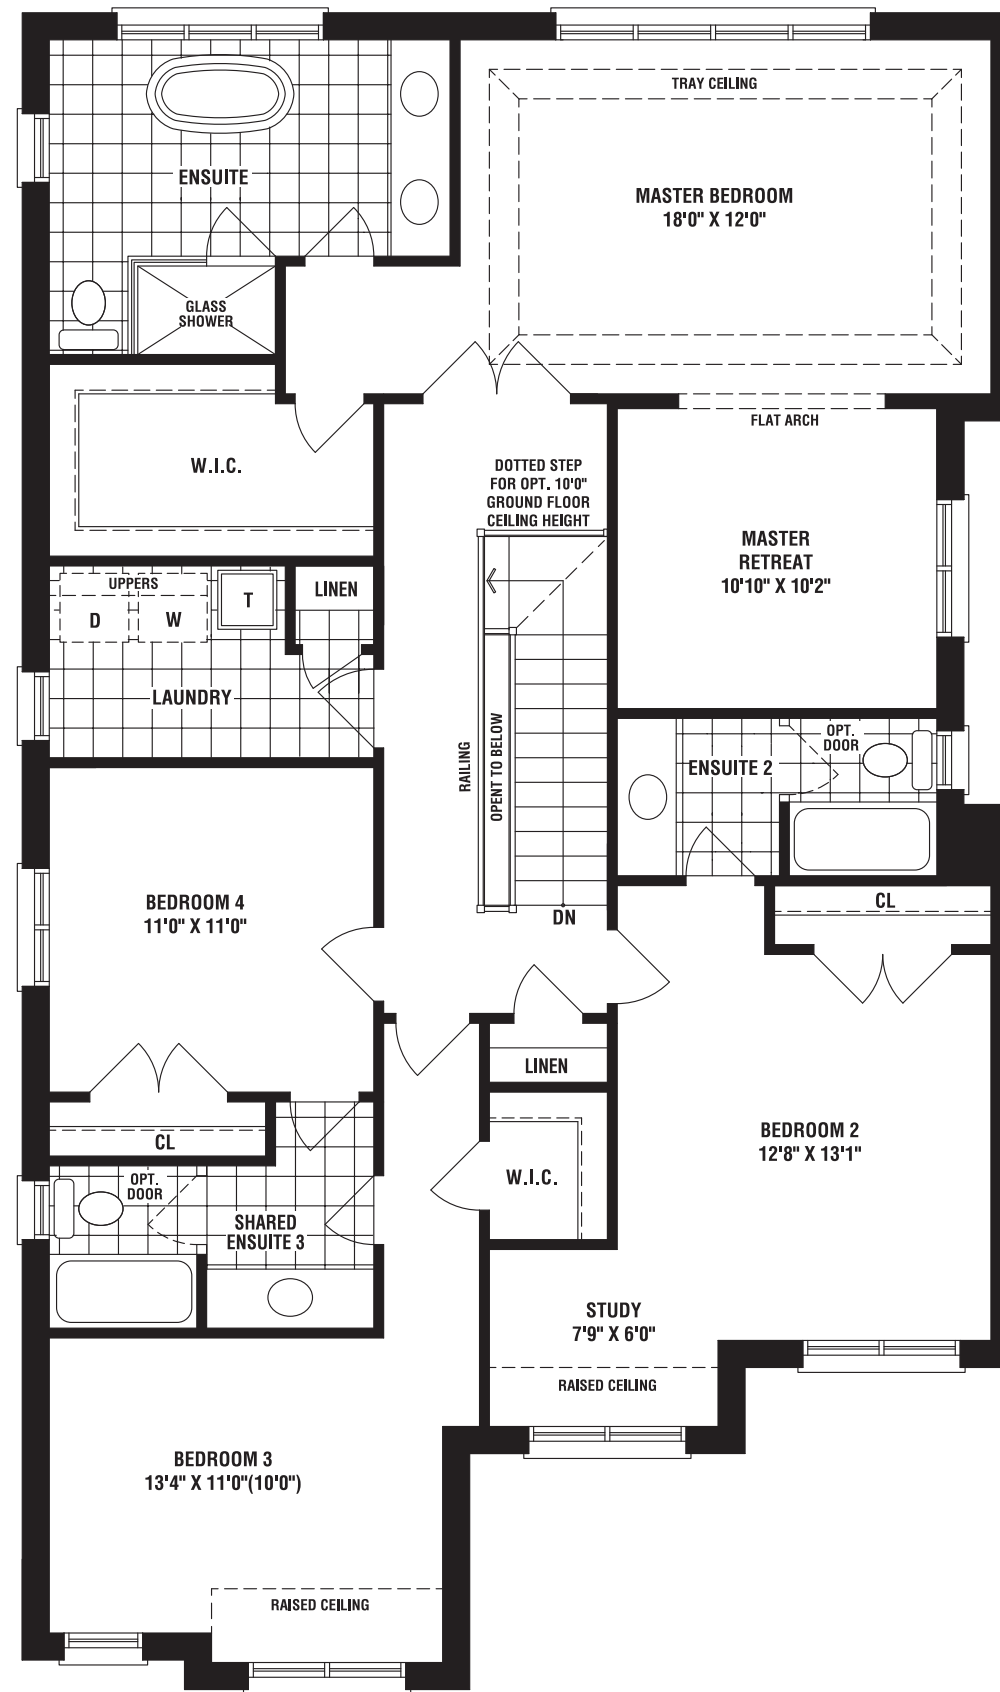 TRAY CEILING
ENSUITE
MASTER BEDROOM
18'0" X 12'0"
GLASS
SHOWER
FLAT ARCH
W.I.C.
DOTTED STEP
FOR OPT. 10'0"
GROUND FLOOR
CEILING HEIGHT
MASTER
RETREAT
10'10" X 10'2"
UPPERS
D
W
T
LINEN
LAUNDRY
RAILING
OPENT TO BELOW
ENSUITE 2
OPT.
DOOR
BEDROOM 4
11'0" X 11'0"
DN
CL
LINEN
CL
BEDROOM 2
12'8" X 13'1"
W.I.C.
OPT.
DOOR
SHARED
ENSUITE 3
STUDY
7'9" X 6'0"
RAISED CEILING
BEDROOM 3
13'4" X 11'0"(10'0")
RAISED CEILING